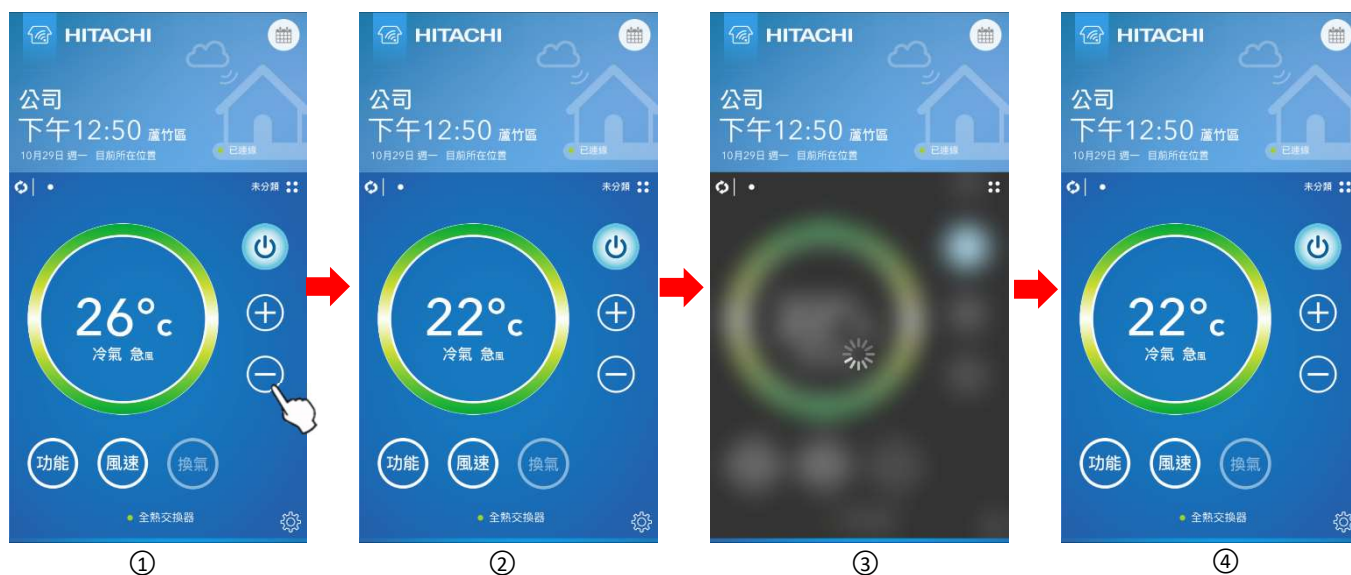 HITACHI
公司
下午12:50 蘆竹區
10月29日 週一 目前所在位置
已連線
未分類
26°c
冷氣 急風
功能
風速
換氣
全熱交換器
①
HITACHI
公司
下午12:50 蘆竹區
10月29日 週一 目前所在位置
已連線
未分類
22°c
冷氣 急風
功能
風速
換氣
全熱交換器
②
HITACHI
公司
下午12:50 蘆竹區
10月29日 週一 目前所在位置
已連線
③
HITACHI
公司
下午12:50 蘆竹區
10月29日 週一 目前所在位置
已連線
未分類
22°c
冷氣 急風
功能
風速
換氣
全熱交換器
④